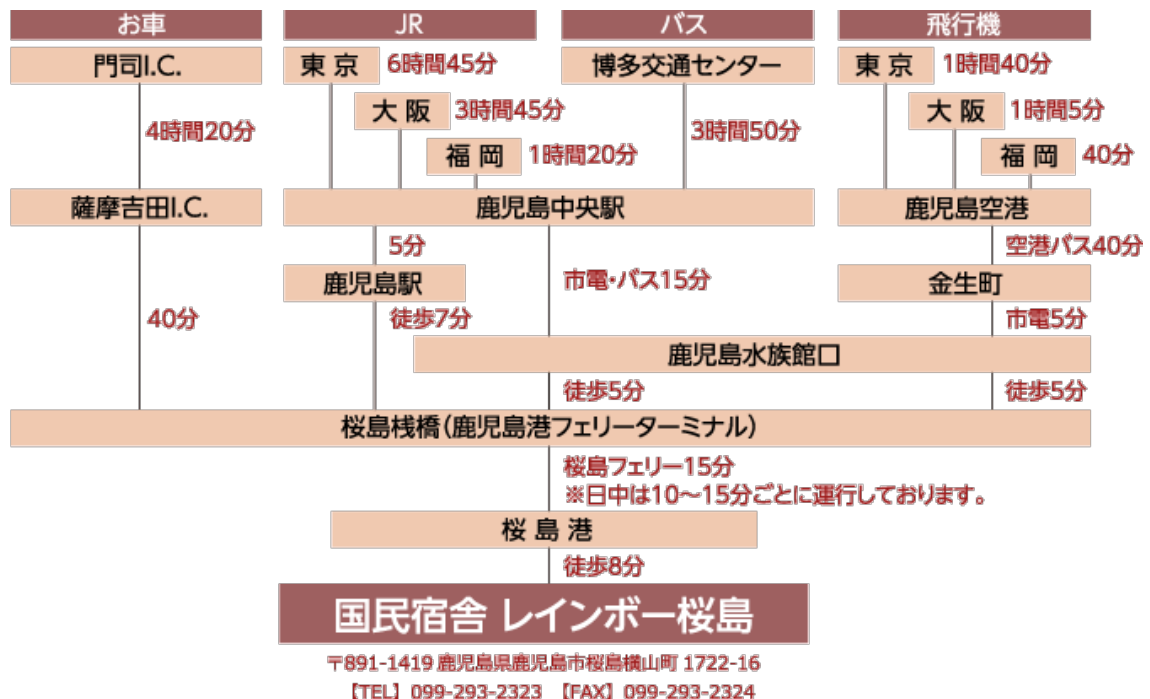 お車 JR バス 飛行機
門司I.C. 東京 6時間45分 博多交通センター 東京 1時間40分
大阪 3時間45分 大阪 1時間5分
4時間20分 3時間50分
福岡 1時間20分 福岡 40分
薩摩吉田I.C. 鹿児島中央駅 鹿児島空港
5分 空港バス40分
鹿児島駅 市電・バス15分 金生町
40分 徒歩7分 市電5分
鹿児島水族館口
徒歩5分 徒歩5分
桜島桟橋(鹿児島港フェリーターミナル)
桜島フェリー15分
※日中は10〜15分ごとに運行しております。
桜島港
徒歩8分
国民宿舎 レインボー桜島
〒891-1419 鹿児島県鹿児島市桜島横山町 1722-16
【TEL】099-293-2323 【FAX】099-293-2324